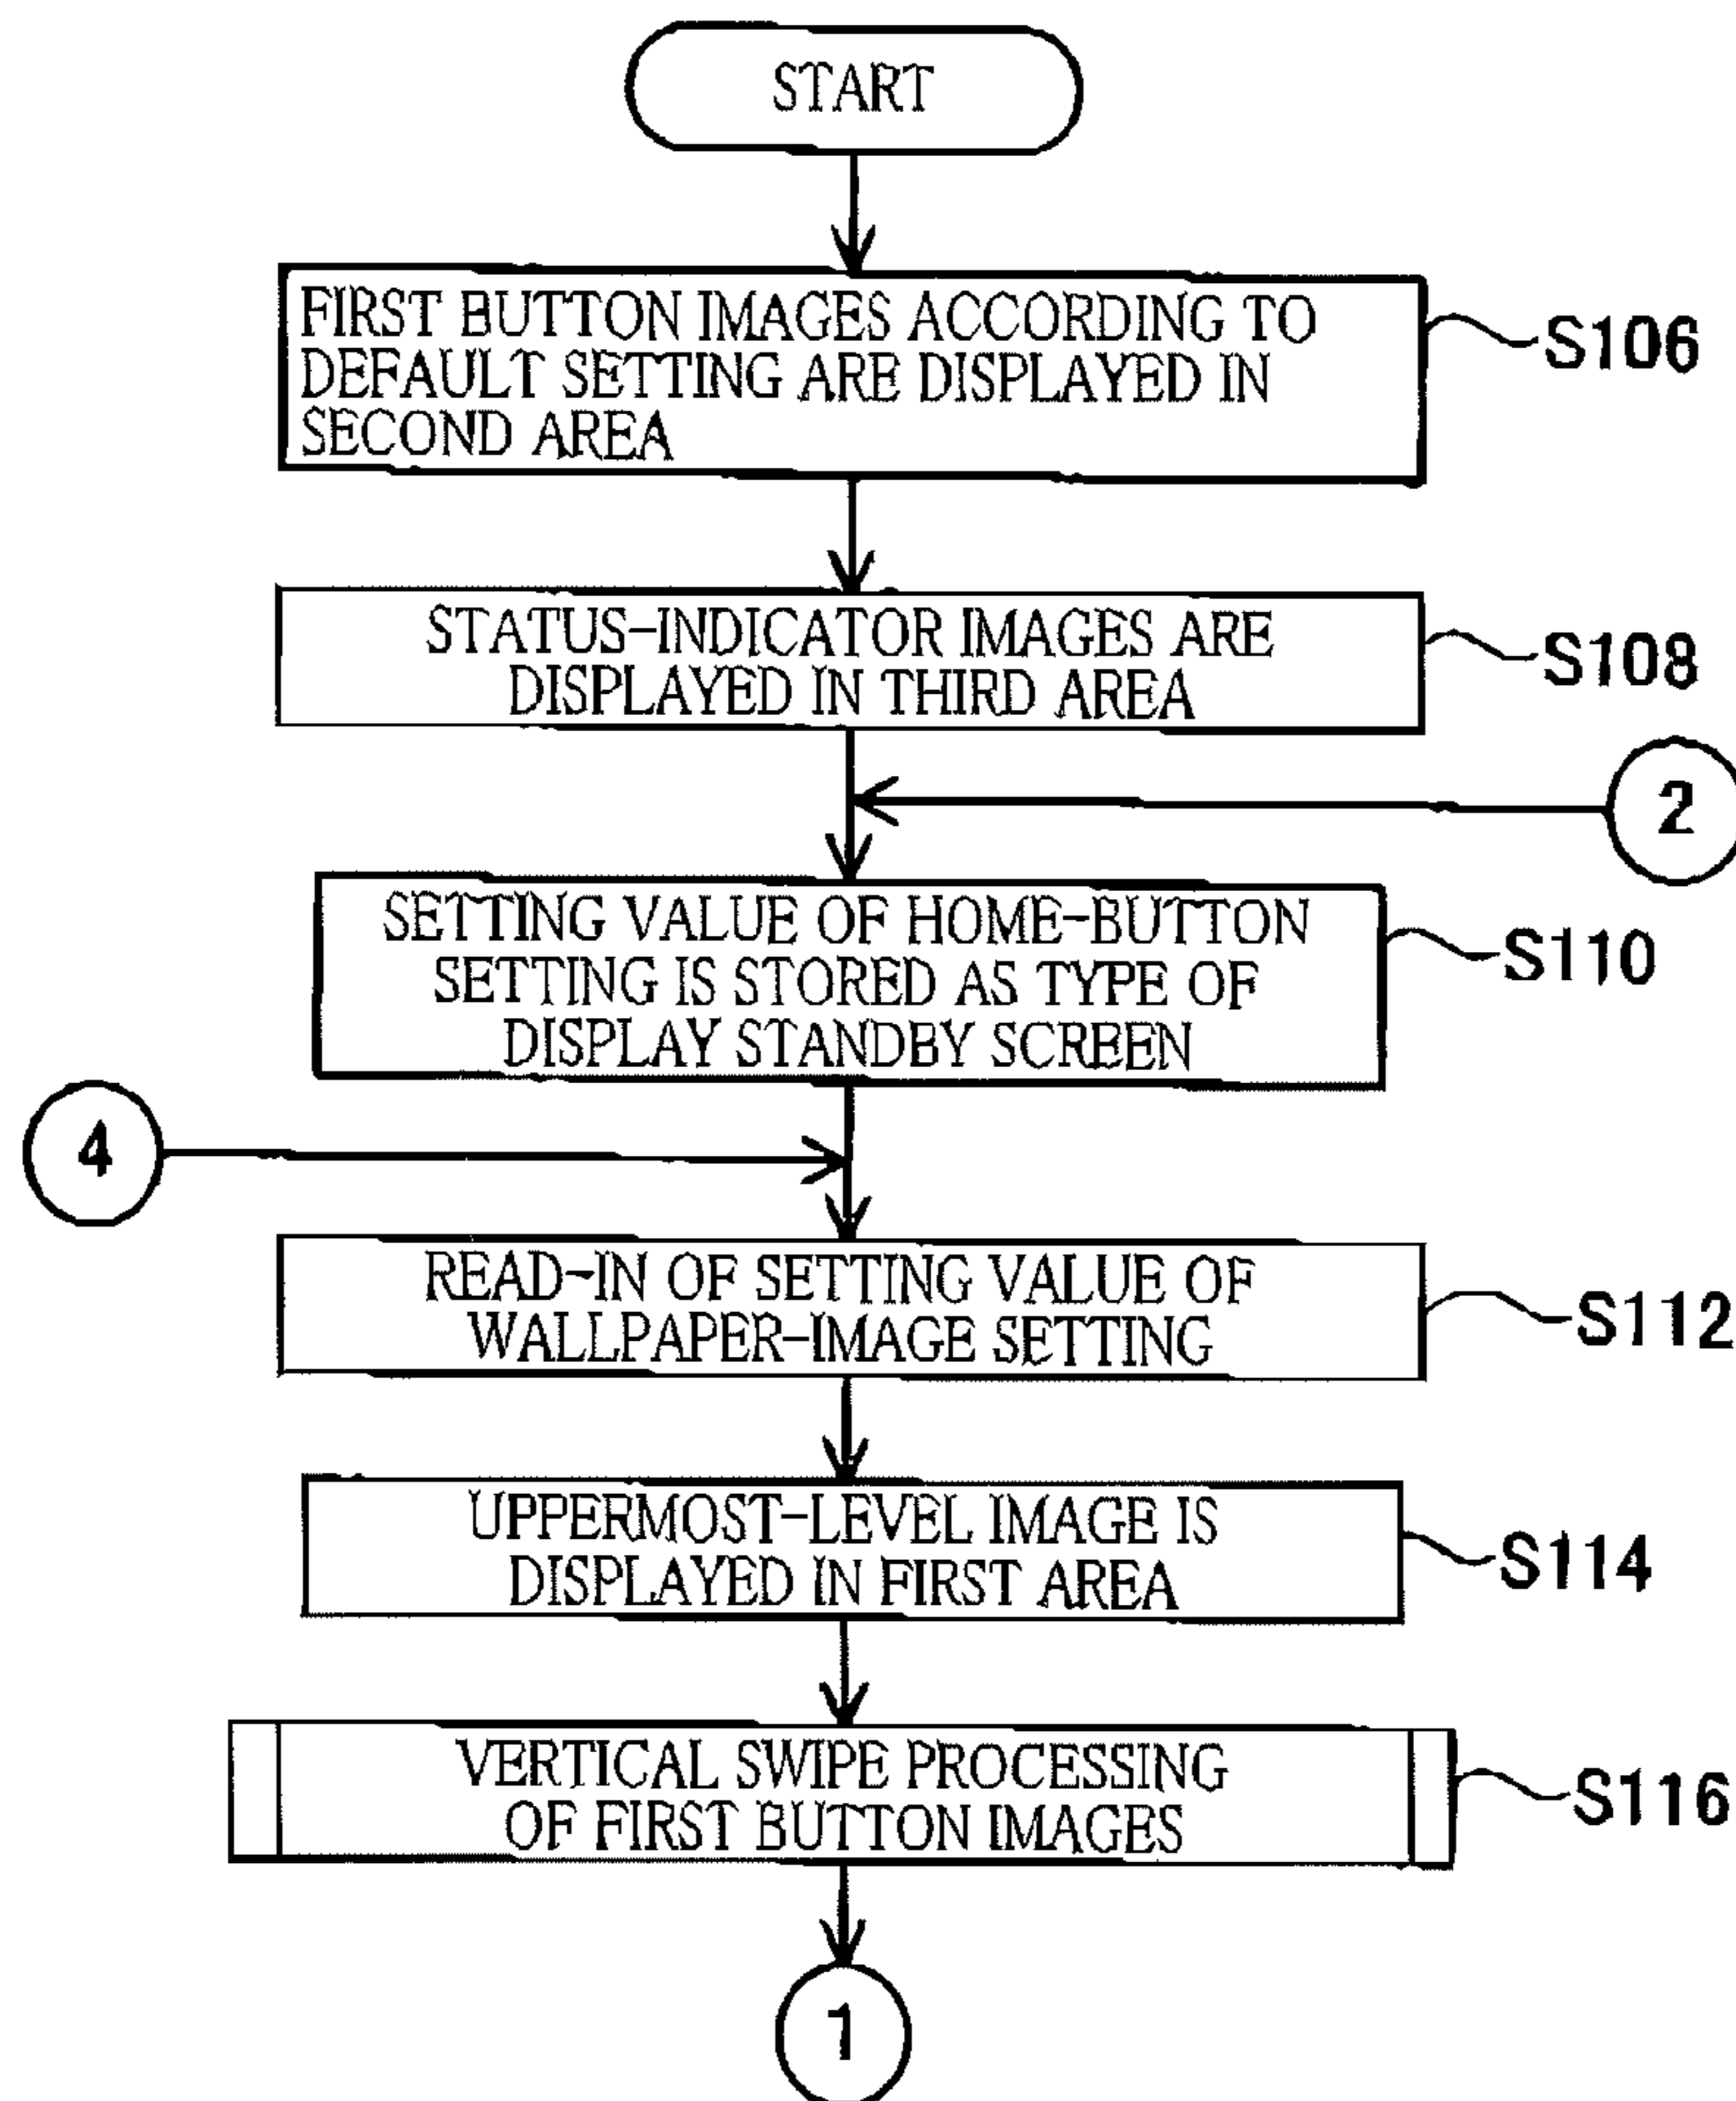 START
FIRST BUTTON IMAGES ACCORDING TO
DEFAULT SETTING ARE DISPLAYED IN
SECOND AREA
S106
STATUS-INDICATOR IMAGES ARE
DISPLAYED IN THIRD AREA
S108
2
SETTING VALUE OF HOME-BUTTON
SETTING IS STORED AS TYPE OF
DISPLAY STANDBY SCREEN
S110
4
READ-IN OF SETTING VALUE OF
WALLPAPER-IMAGE SETTING
S112
UPPERMOST-LEVEL IMAGE IS
DISPLAYED IN FIRST AREA
S114
VERTICAL SWIPE PROCESSING
OF FIRST BUTTON IMAGES
S116
1